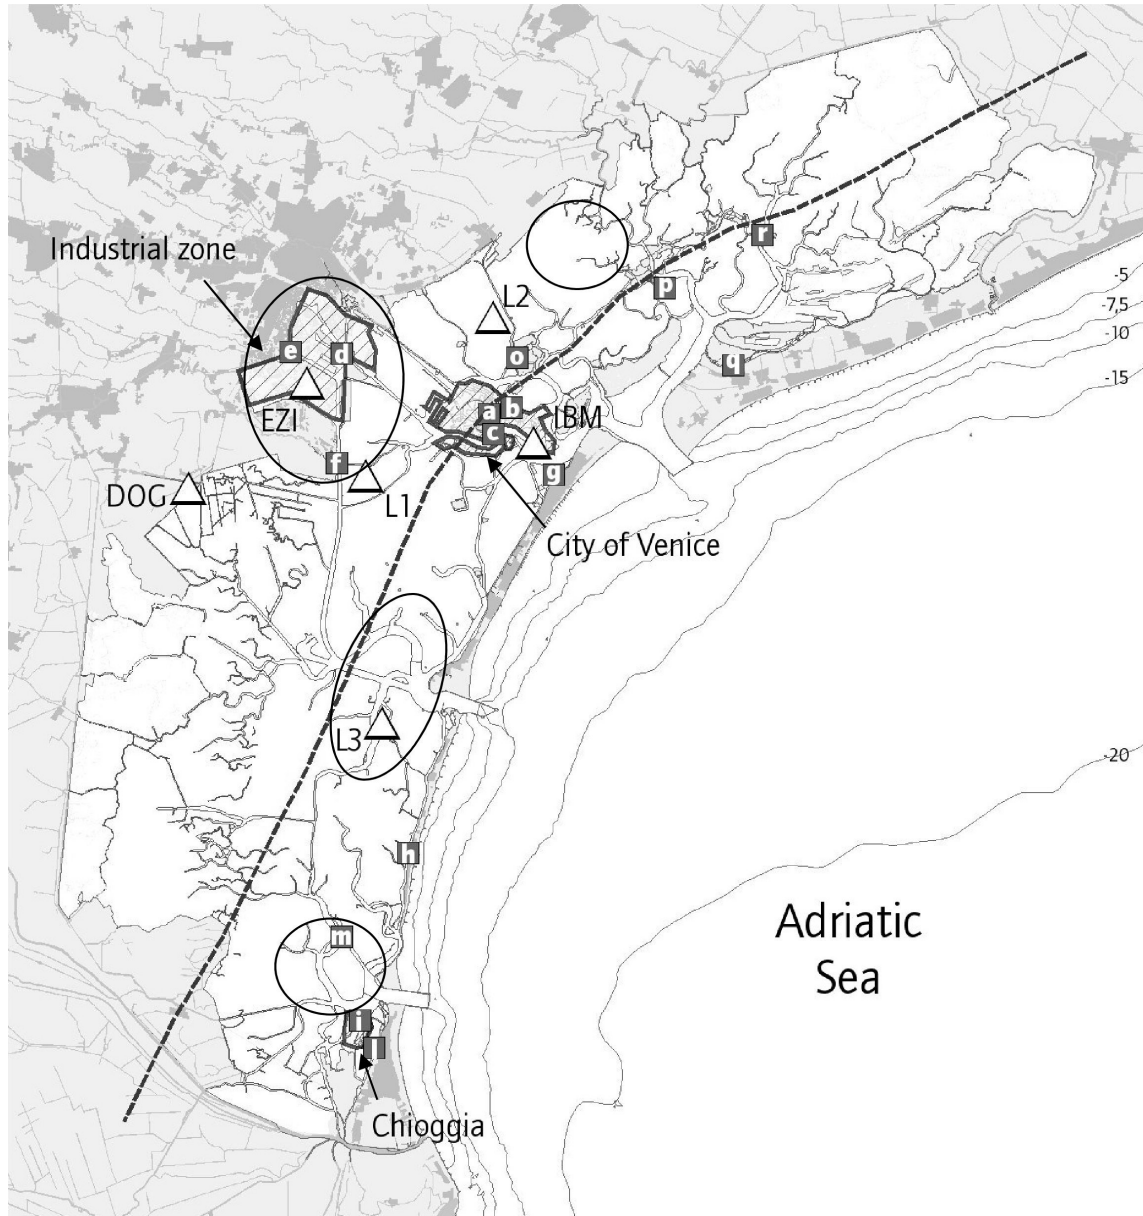 Industrial zone
r
-5
p
L2
-7,5
-10
e
d
o
q
-15
EZI
a
b
IBM
c
f
g
DOG
L1
City of Venice
L3
-20
h
Adriatic
Sea
m
i
l
Chioggia